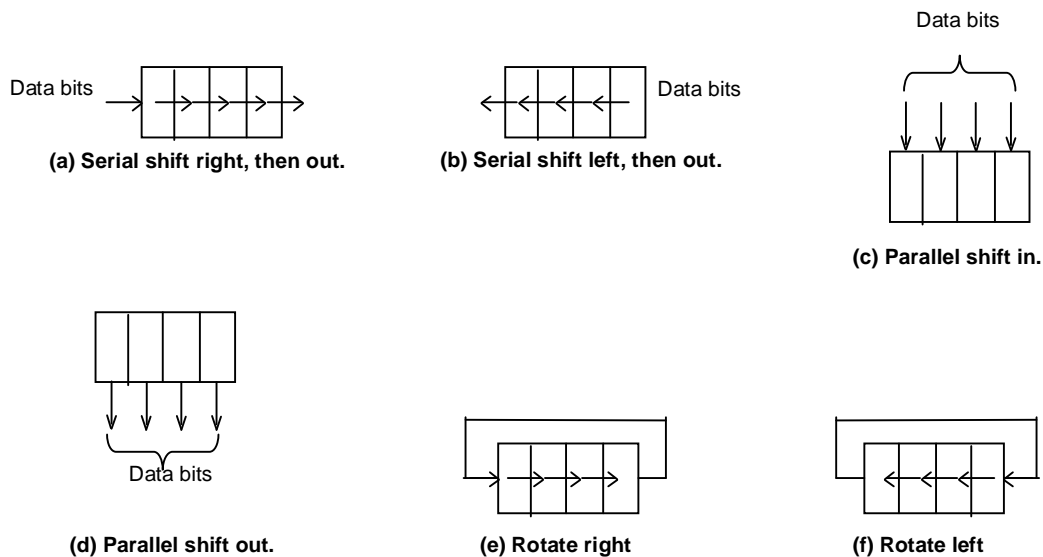 Data bits
(a) Serial shift right, then out.
Data bits
(b) Serial shift left, then out.
Data bits
(c) Parallel shift in.
Data bits
(d) Parallel shift out.
(e) Rotate right
(f) Rotate left